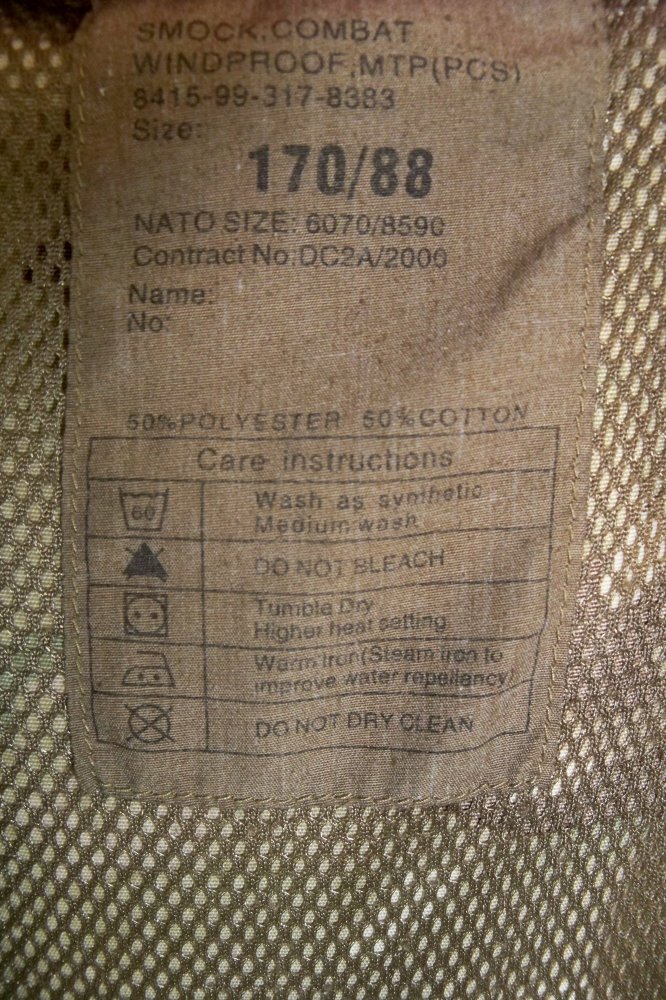 SMOCK,COMBAT
WINDPROOF,MTP(PCS)
8415-99-317-8383
Size:
170/88
NATO SIZE: 6070/8590
Contract No.DC2A/2000
Name:
No:
50%POLYESTER 50%COTTON
Care instructions
60
Wash as synthetic
Medium wash
DO NOT BLEACH
Tumble Dry
Higher heat setting
Warm Iron(Steam iron to
improve water repellancy)
DO NOT DRY CLEAN